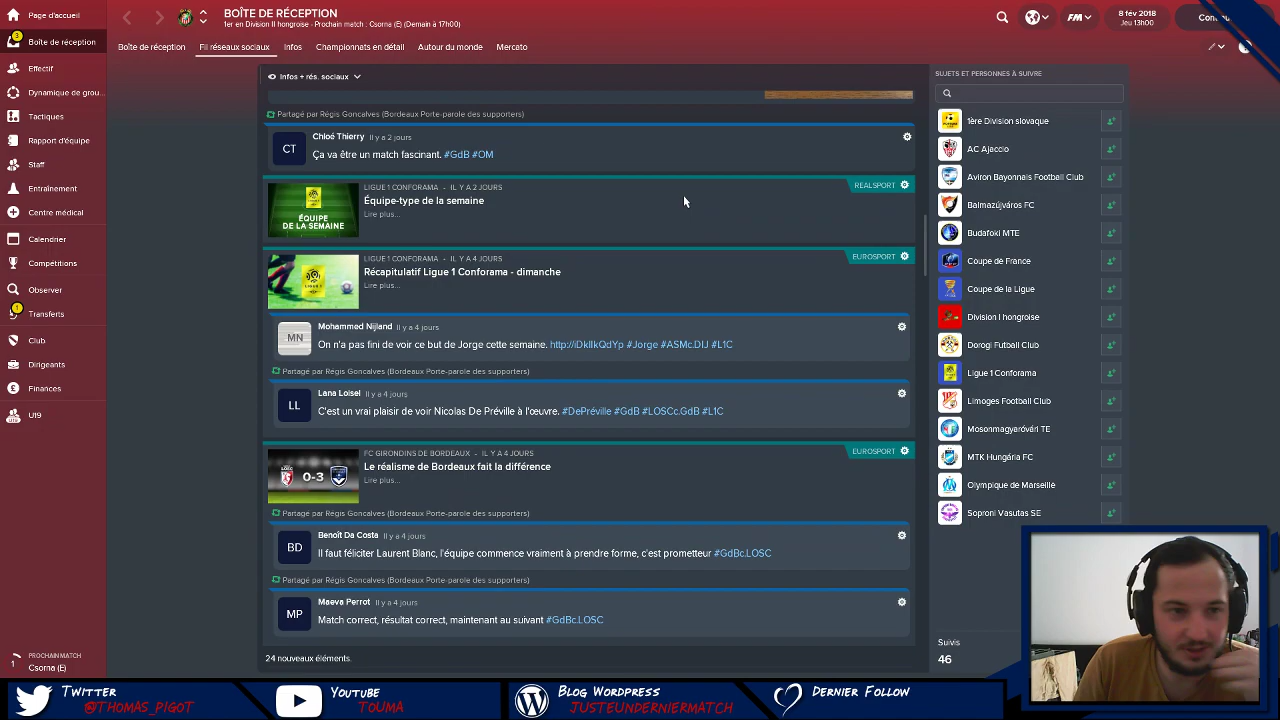 BOÎTE DE RÉCEPTION
1er en Division II hongroise - Prochain match : Csorna (E) (Demain à 17h00)
FM
8 fév 2018
Jeu 13h00
Page d'accueil
3
Boîte de réception
Effectif
Dynamique de grou...
Tactiques
Rapport d'équipe
Staff
Entraînement
Centre médical
Calendrier
Compétitions
Observer
1
Transferts
Club
Dirigeants
Finances
U19
1
PROCHAIN MATCH
Csorna (E)
Boîte de réception
Fil réseaux sociaux
Infos
Championnats en détail
Autour du monde
Mercato
Infos + rés. sociaux
Partagé par Régis Goncalves (Bordeaux Porte-parole des supporters)
CT
Chloé Thierry Il y a 2 jours
Ça va être un match fascinant. #GdB #OM
ÉQUIPE
DE LA SEMAINE
LIGUE 1 CONFORAMA - IL Y A 2 JOURS
REALSPORT
Équipe-type de la semaine
Lire plus...
LIGUE 1 CONFORAMA - IL Y A 4 JOURS
EUROSPORT
Récapitulatif Ligue 1 Conforama - dimanche
Lire plus...
MN
Mohammed Nijland Il y a 4 jours
On n'a pas fini de voir ce but de Jorge cette semaine. http://iDkIlkQdYp #Jorge #ASMc.DIJ #L1C
Partagé par Régis Goncalves (Bordeaux Porte-parole des supporters)
LL
Lana Loisel Il y a 4 jours
C'est un vrai plaisir de voir Nicolas De Préville à l'œuvre. #DePréville #GdB #LOSCc.GdB #L1C
0-3
FC GIRONDINS DE BORDEAUX - IL Y A 4 JOURS
EUROSPORT
Le réalisme de Bordeaux fait la différence
Lire plus...
Partagé par Régis Goncalves (Bordeaux Porte-parole des supporters)
BD
Benoît Da Costa Il y a 4 jours
Il faut féliciter Laurent Blanc, l'équipe commence vraiment à prendre forme, c'est prometteur #GdBc.LOSC
Partagé par Régis Goncalves (Bordeaux Porte-parole des supporters)
MP
Maeva Perrot Il y a 4 jours
Match correct, résultat correct, maintenant au suivant #GdBc.LOSC
24 nouveaux éléments.
SUJETS ET PERSONNES À SUIVRE
1ère Division slovaque
AC Ajaccio
Aviron Bayonnais Football Club
Balmazújváros FC
Budafoki MTE
Coupe de France
Coupe de la Ligue
Division I hongroise
Dorogi Futball Club
Ligue 1 Conforama
Limoges Football Club
Mosonmagyaróvári TE
MTK Hungária FC
Olympique de Marseille
Soproni Vasutas SE
Suivis
46
Twitter
@Thomas_Pigot
Youtube
Touma
Blog Wordpress
justeunderniermatch
Dernier Follow